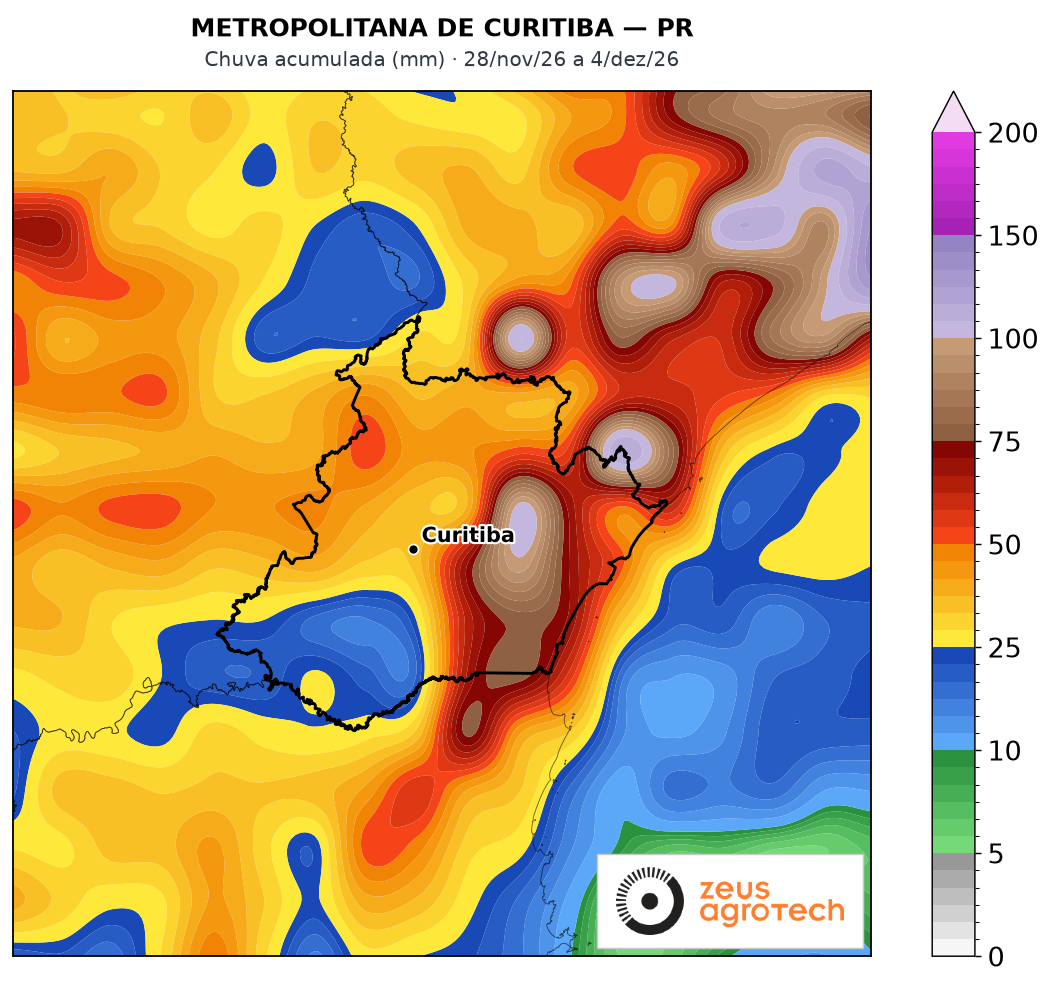 METROPOLITANA DE CURITIBA — PR
Chuva acumulada (mm) · 28/nov/26 a 4/dez/26
200
150
100
75
50
25
10
5
0
Curitiba
zeus
agrotech